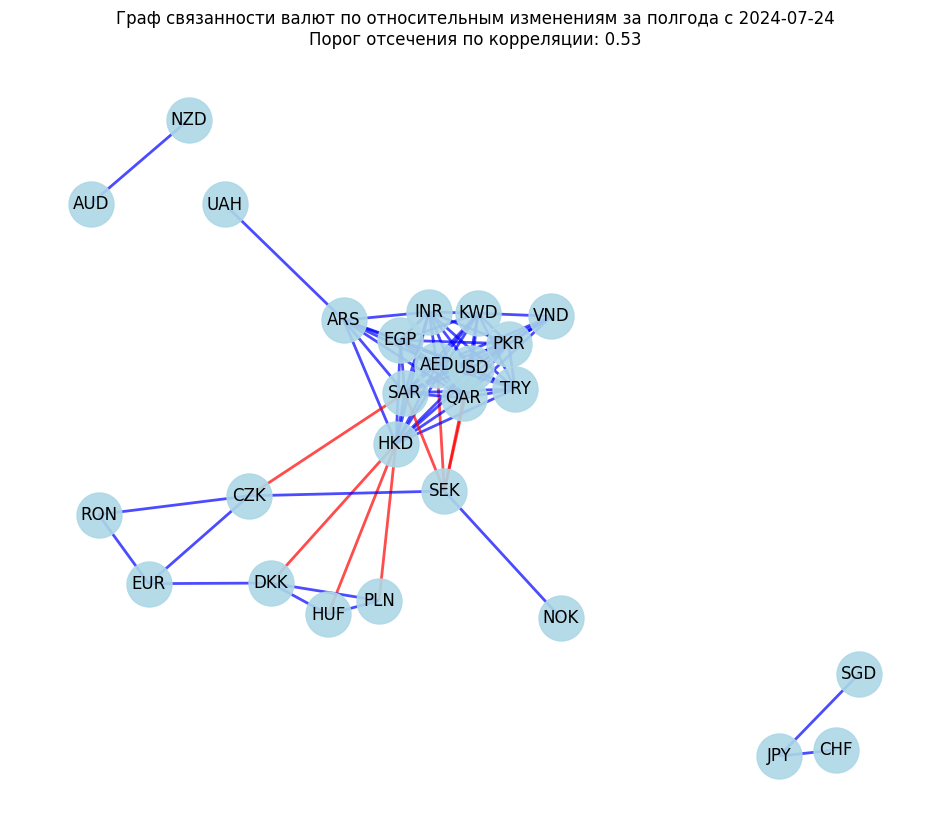 Граф связанности валют по относительным изменениям за полгода с 2024-07-24
Порог отсечения по корреляции: 0.53
NZD
AUD
UAH
ARS
INR
KWD
VND
EGP
PKR
AED
USD
SAR
QAR
TRY
HKD
CZK
SEK
RON
EUR
DKK
HUF
PLN
NOK
SGD
JPY
CHF